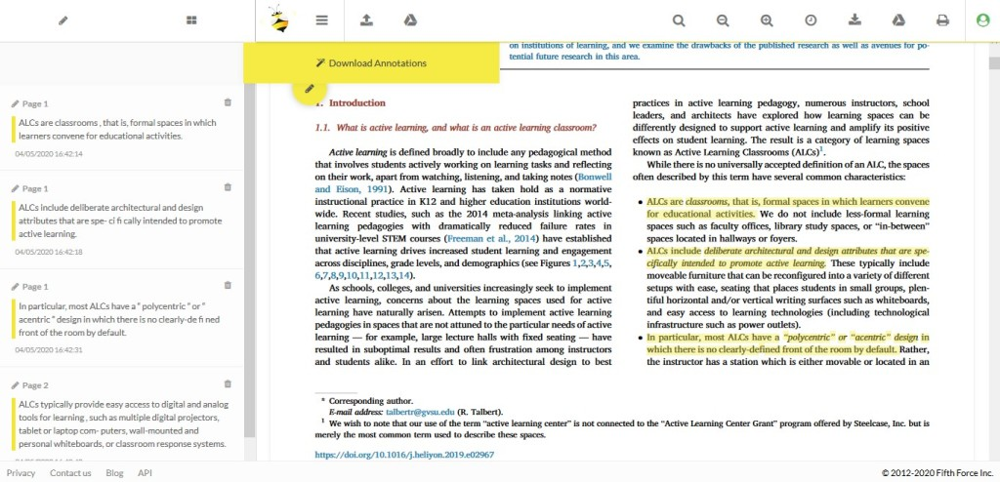 Download Annotations
Page 1
ALCs are classrooms , that is, formal spaces in which
learners convene for educational activities.
04/05/2020 16:42:14
Page 1
ALCs include deliberate architectural and design
attributes that are spe- ci fi cally intended to promote
active learning.
04/05/2020 16:42:18
Page 1
In particular, most ALCs have a “ polycentric ” or “
acentric ” design in which there is no clearly-de fi ned
front of the room by default.
04/05/2020 16:42:31
Page 2
ALCs typically provide easy access to digital and analog
tools for learning , such as multiple digital projectors,
tablet or laptop com- puters, wall-mounted and
personal whiteboards, or classroom response systems.
on institutions of learning, and we examine the drawbacks of the published research as well as avenues for po-
tential future research in this area.
1. Introduction
1.1. What is active learning, and what is an active learning classroom?
Active learning is defined broadly to include any pedagogical method
that involves students actively working on learning tasks and reflecting
on their work, apart from watching, listening, and taking notes (Bonwell
and Eison, 1991). Active learning has taken hold as a normative
instructional practice in K12 and higher education institutions world-
wide. Recent studies, such as the 2014 meta-analysis linking active
learning pedagogies with dramatically reduced failure rates in
university-level STEM courses (Freeman et al., 2014) have established
that active learning drives increased student learning and engagement
across disciplines, grade levels, and demographics (see Figures 1,2,3,4,5,
6,7,8,9,10,11,12,13,14).
As schools, colleges, and universities increasingly seek to implement
active learning, concerns about the learning spaces used for active
learning have naturally arisen. Attempts to implement active learning
pedagogies in spaces that are not attuned to the particular needs of active
learning — for example, large lecture halls with fixed seating — have
resulted in suboptimal results and often frustration among instructors
and students alike. In an effort to link architectural design to best
practices in active learning pedagogy, numerous instructors, school
leaders, and architects have explored how learning spaces can be
differently designed to support active learning and amplify its positive
effects on student learning. The result is a category of learning spaces
known as Active Learning Classrooms (ALCs)1.
While there is no universally accepted definition of an ALC, the spaces
often described by this term have several common characteristics:
• ALCs are classrooms, that is, formal spaces in which learners convene
for educational activities. We do not include less-formal learning
spaces such as faculty offices, library study spaces, or “in-between”
spaces located in hallways or foyers.
• ALCs include deliberate architectural and design attributes that are spe-
cifically intended to promote active learning. These typically include
moveable furniture that can be reconfigured into a variety of different
setups with ease, seating that places students in small groups, plen-
tiful horizontal and/or vertical writing surfaces such as whiteboards,
and easy access to learning technologies (including technological
infrastructure such as power outlets).
• In particular, most ALCs have a “polycentric” or “acentric” design in
which there is no clearly-defined front of the room by default. Rather,
the instructor has a station which is either movable or located in an
* Corresponding author.
E-mail address: talbertr@gvsu.edu (R. Talbert).
1 We wish to note that our use of the term “active learning center” is not connected to the “Active Learning Center Grant” program offered by Steelcase, Inc. but is
merely the most common term used to describe these spaces.
https://doi.org/10.1016/j.heliyon.2019.e02967
Privacy Contact us Blog API
© 2012-2020 Fifth Force Inc.